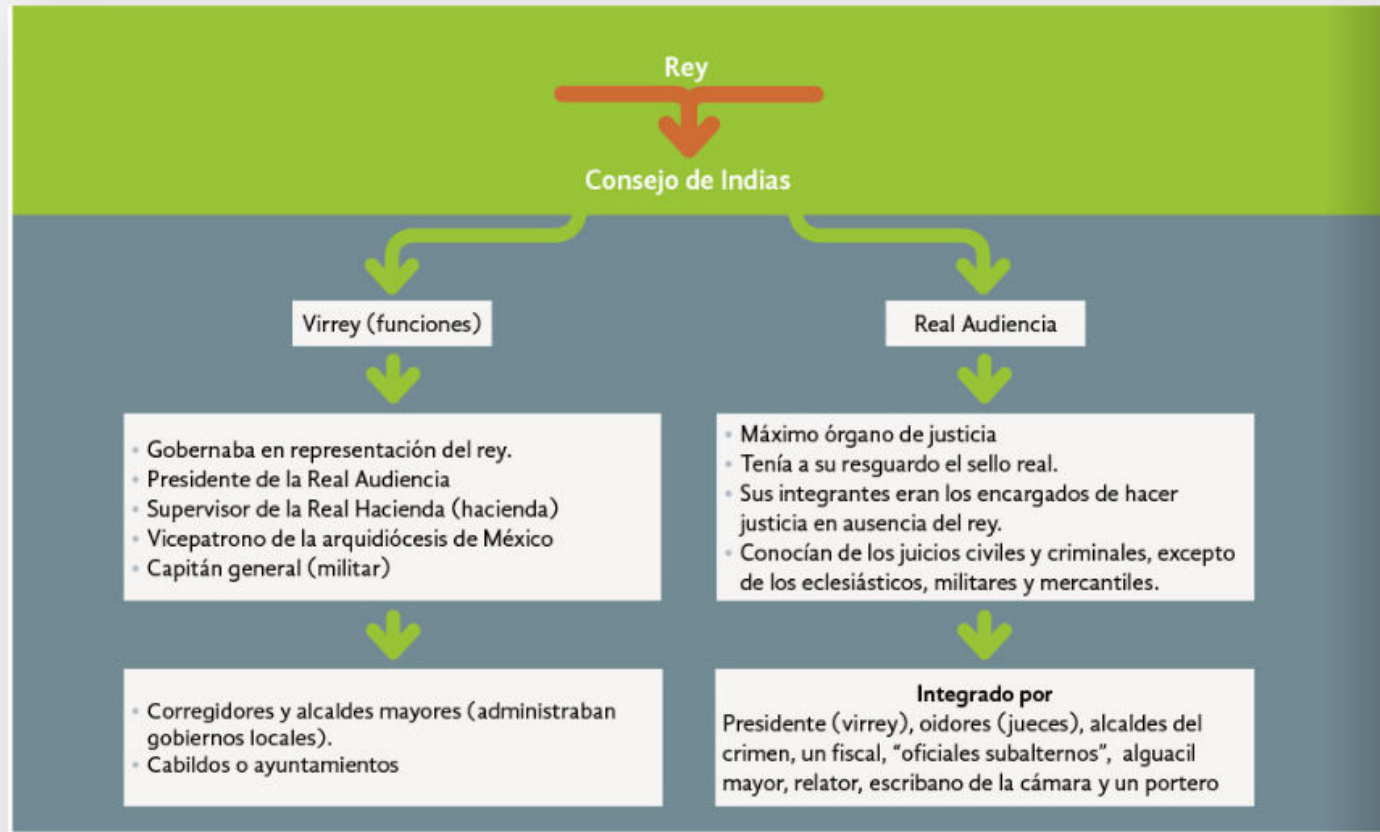 Rey
Consejo de Indias
Virrey (funciones)
Real Audiencia
• Gobernaba en representación del rey.
• Presidente de la Real Audiencia
• Supervisor de la Real Hacienda (hacienda)
• Vicepatrono de la arquidiócesis de México
• Capitán general (militar)
• Máximo órgano de justicia
• Tenía a su resguardo el sello real.
• Sus integrantes eran los encargados de hacer
justicia en ausencia del rey.
• Conocían de los juicios civiles y criminales, excepto
de los eclesiásticos, militares y mercantiles.
• Corregidores y alcaldes mayores (administraban
gobiernos locales).
• Cabildos o ayuntamientos
Integrado por
Presidente (virrey), oidores (jueces), alcaldes del
crimen, un fiscal, “oficiales subalternos”, alguacil
mayor, relator, escribano de la cámara y un portero